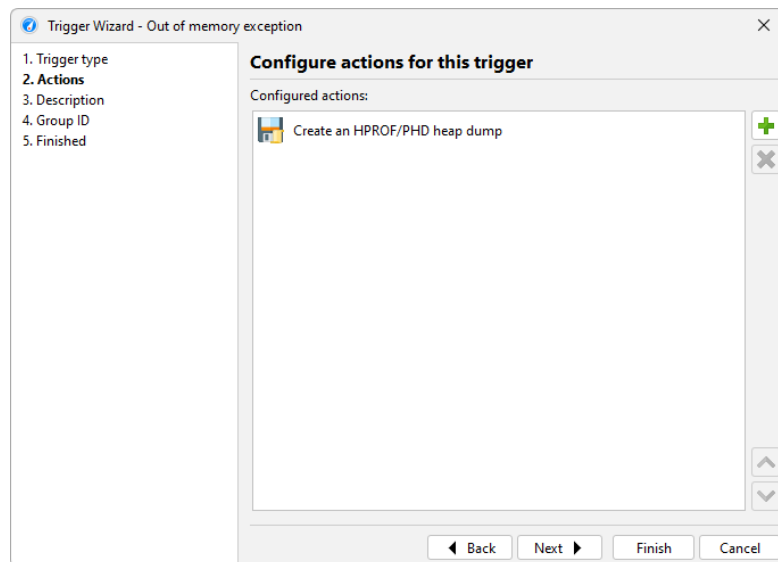 Trigger Wizard - Out of memory exception
1. Trigger type
2. Actions
3. Description
4. Group ID
5. Finished
Configure actions for this trigger
Configured actions:
Create an HPROF/PHD heap dump
Back
Next
Finish
Cancel